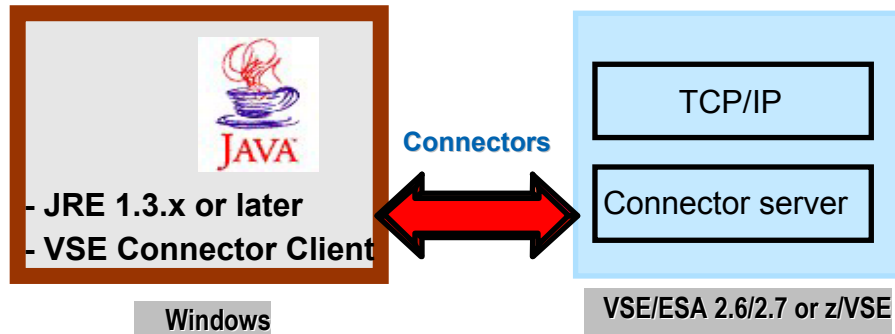 JAVA
- JRE 1.3.x or later
- VSE Connector Client
Windows
Connectors
TCP/IP
Connector server
VSE/ESA 2.6/2.7 or z/VSE